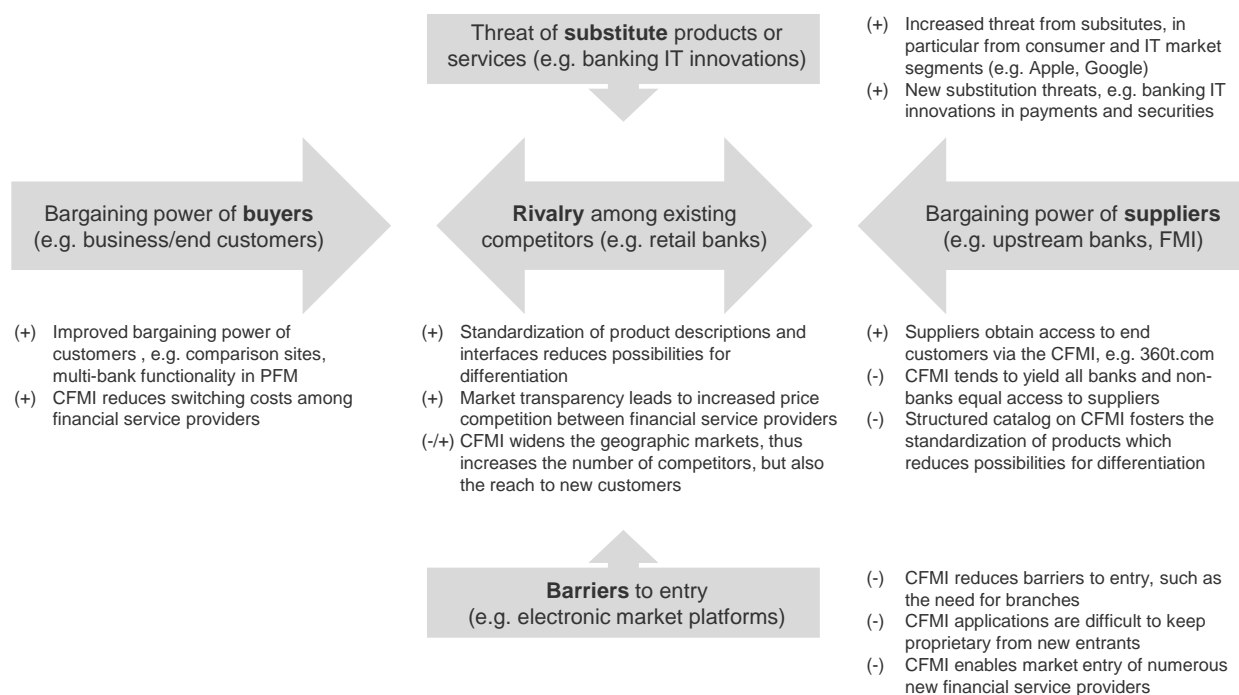 Threat of substitute products or
services (e.g. banking IT innovations)
(+) Increased threat from subsitutes, in
particular from consumer and IT market
segments (e.g. Apple, Google)
(+) New substitution threats, e.g. banking IT
innovations in payments and securities
Bargaining power of buyers
(e.g. business/end customers)
Rivalry among existing
competitors (e.g. retail banks)
Bargaining power of suppliers
(e.g. upstream banks, FMI)
(+) Improved bargaining power of
customers , e.g. comparison sites,
multi-bank functionality in PFM
(+) CFMI reduces switching costs among
financial service providers
(+) Standardization of product descriptions and
interfaces reduces possibilities for
differentiation
(+) Market transparency leads to increased price
competition between financial service providers
(-/+) CFMI widens the geographic markets, thus
increases the number of competitors, but also
the reach to new customers
(+) Suppliers obtain access to end
customers via the CFMI, e.g. 360t.com
(-) CFMI tends to yield all banks and non-
banks equal access to suppliers
(-) Structured catalog on CFMI fosters the
standardization of products which
reduces possibilities for differentiation
Barriers to entry
(e.g. electronic market platforms)
(-) CFMI reduces barriers to entry, such as
the need for branches
(-) CFMI applications are difficult to keep
proprietary from new entrants
(-) CFMI enables market entry of numerous
new financial service providers